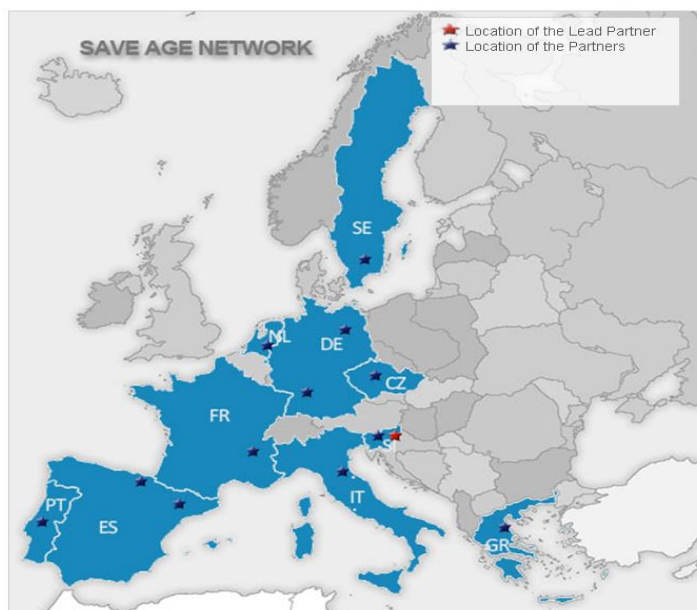 SAVE AGE NETWORK
Location of the Lead Partner
Location of the Partners
SE
NL
DE
CZ
FR
SI
IT
PT
ES
GR